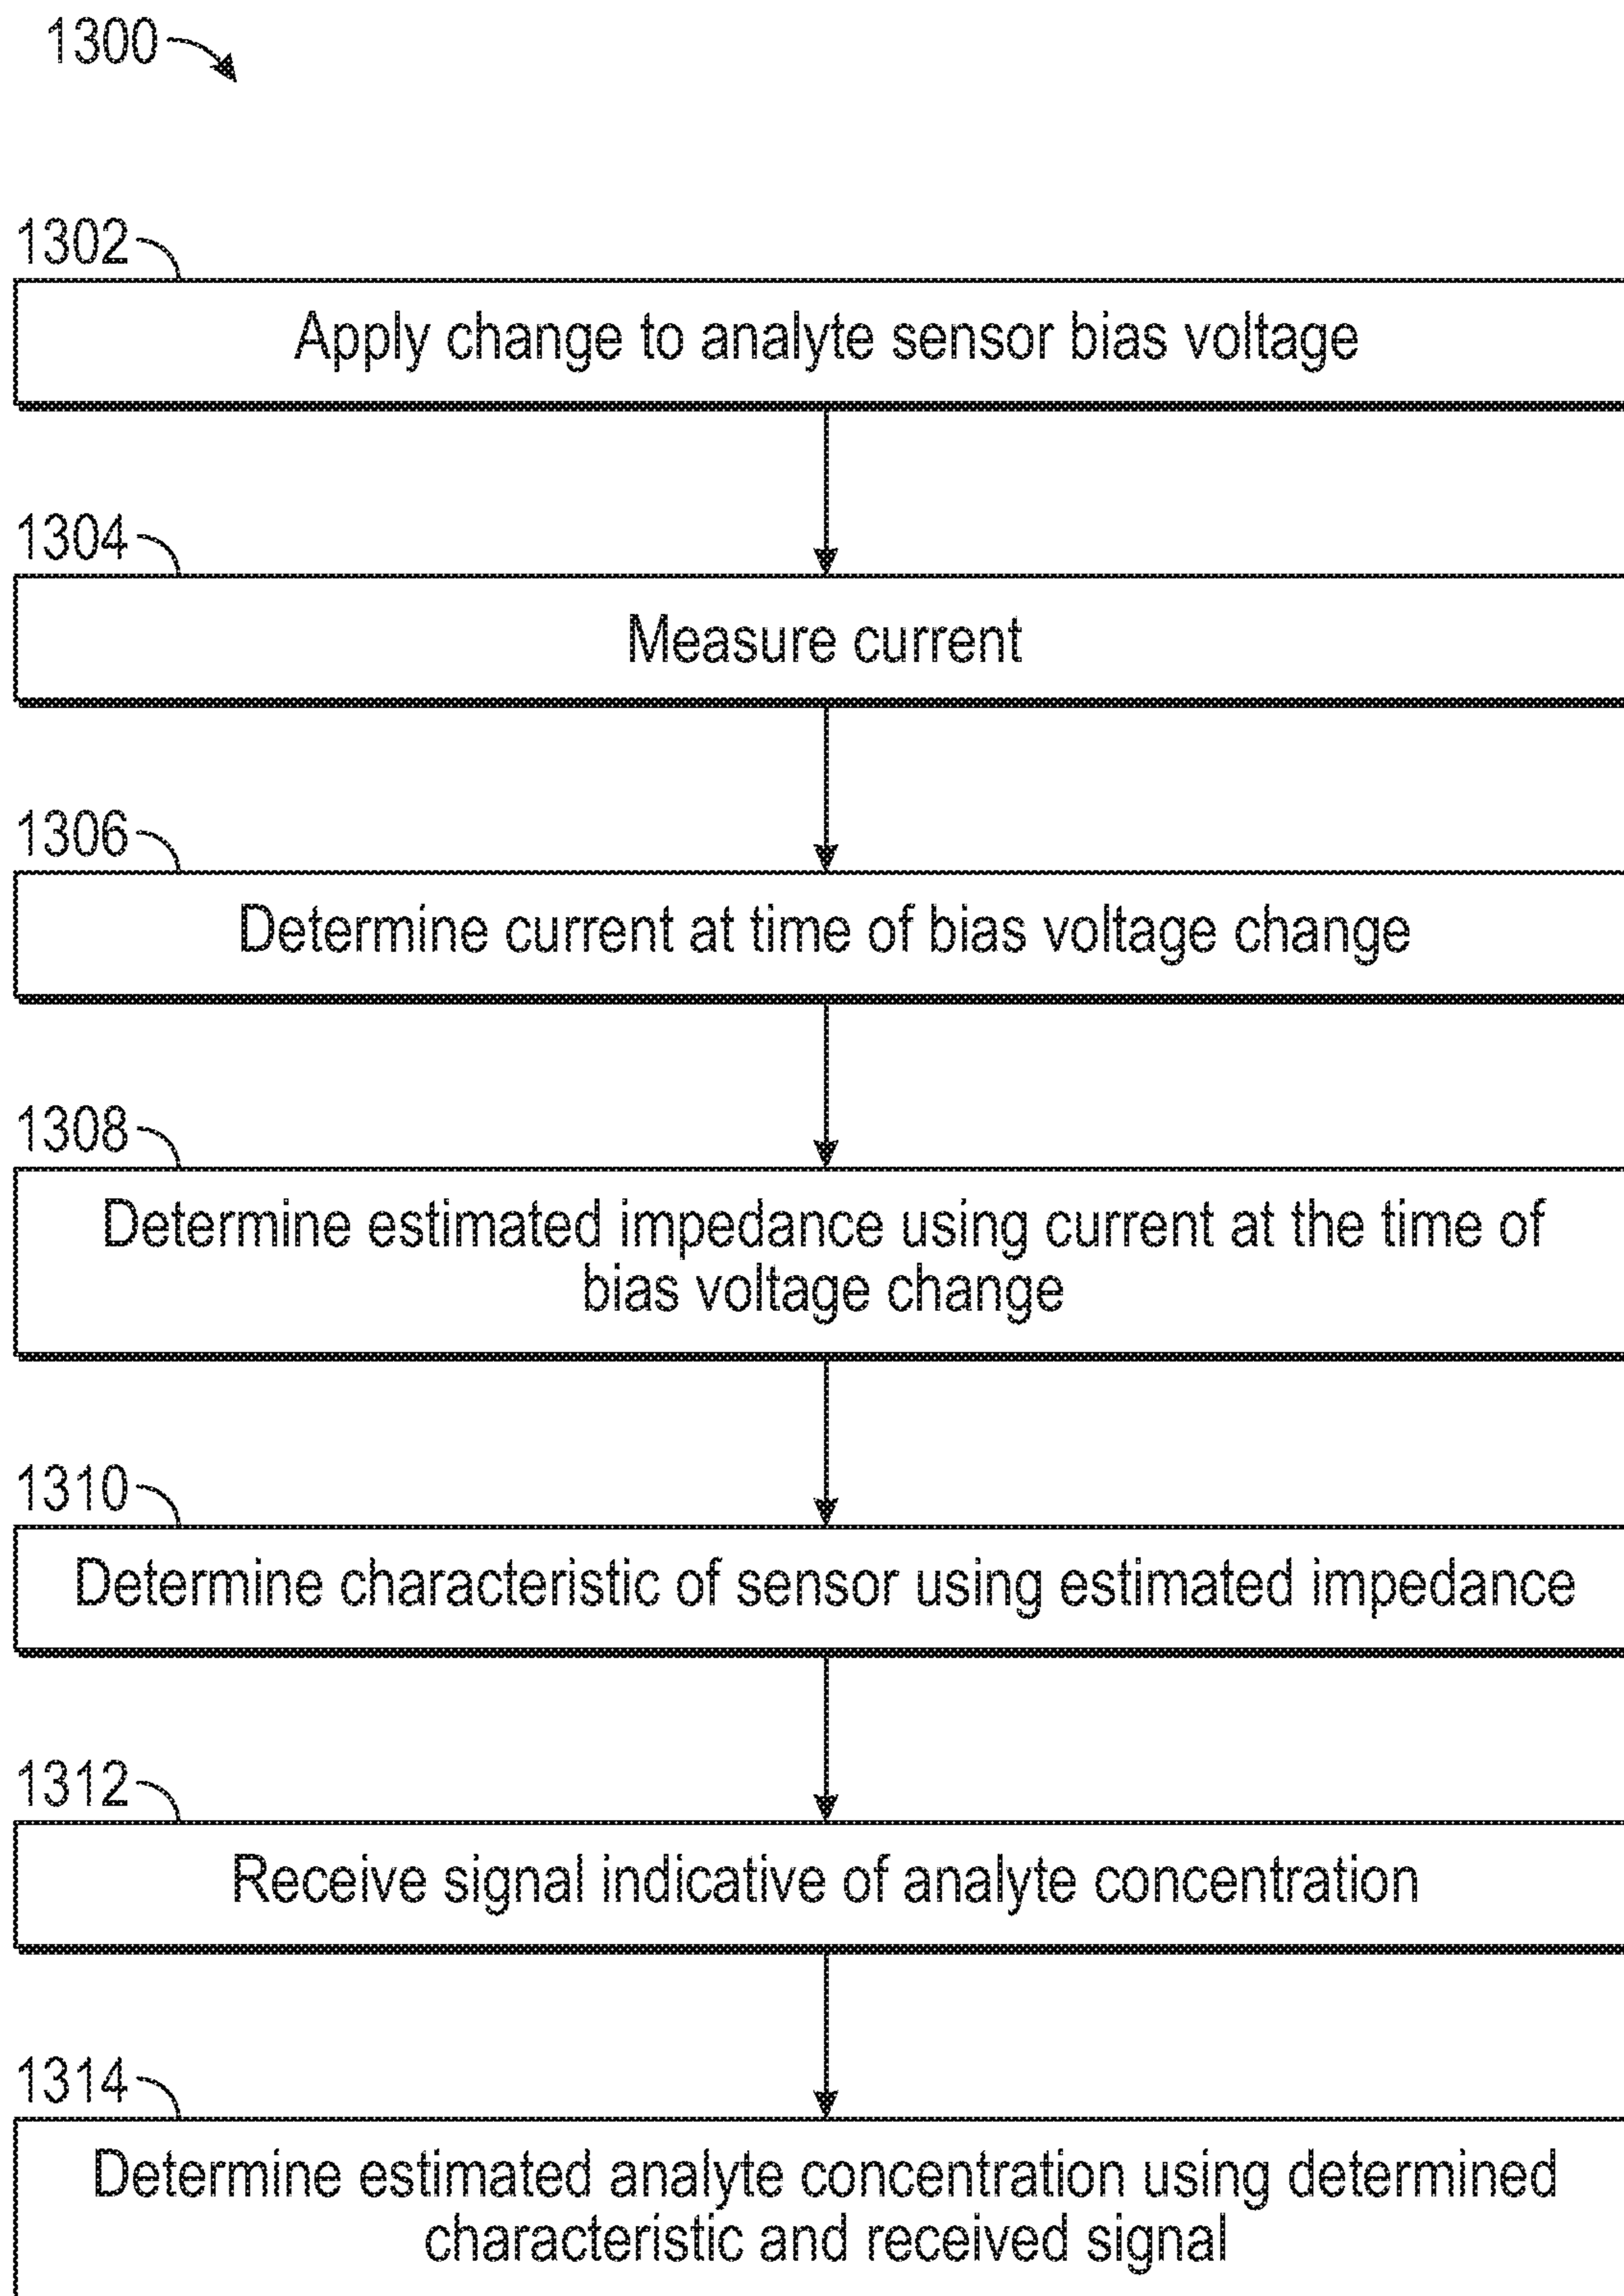 1300
1302
Apply change to analyte sensor bias voltage
1304
Measure current
1306
Determine current at time of bias voltage change
1308
Determine estimated impedance using current at the time of
bias voltage change
1310
Determine characteristic of sensor using estimated impedance
1312
Receive signal indicative of analyte concentration
1314
Determine estimated analyte concentration using determined
characteristic and received signal